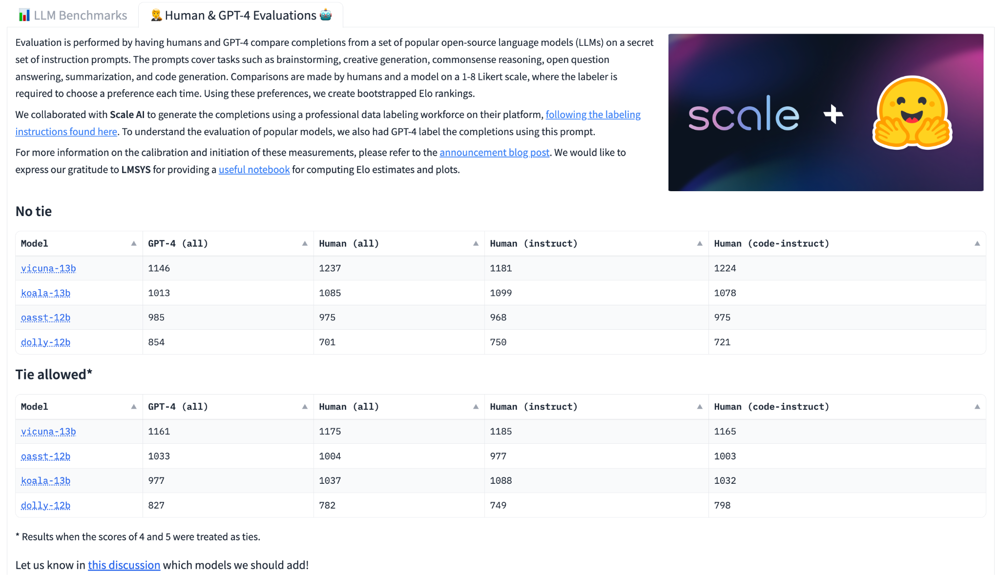 LLM Benchmarks
Human & GPT-4 Evaluations
Evaluation is performed by having humans and GPT-4 compare completions from a set of popular open-source language models (LLMs) on a secret
set of instruction prompts. The prompts cover tasks such as brainstorming, creative generation, commonsense reasoning, open question
answering, summarization, and code generation. Comparisons are made by humans and a model on a 1-8 Likert scale, where the labeler is
required to choose a preference each time. Using these preferences, we create bootstrapped Elo rankings.
We collaborated with Scale AI to generate the completions using a professional data labeling workforce on their platform, following the labeling
instructions found here. To understand the evaluation of popular models, we also had GPT-4 label the completions using this prompt.
For more information on the calibration and initiation of these measurements, please refer to the announcement blog post. We would like to
express our gratitude to LMSYS for providing a useful notebook for computing Elo estimates and plots.
scale +
No tie
Model GPT-4 (all) Human (all) Human (instruct) Human (code-instruct)
vicuna-13b 1146 1237 1181 1224
koala-13b 1013 1085 1099 1078
oasst-12b 985 975 968 975
dolly-12b 854 701 750 721
Tie allowed*
Model GPT-4 (all) Human (all) Human (instruct) Human (code-instruct)
vicuna-13b 1161 1175 1185 1165
oasst-12b 1033 1004 977 1003
koala-13b 977 1037 1088 1032
dolly-12b 827 782 749 798
* Results when the scores of 4 and 5 were treated as ties.
Let us know in this discussion which models we should add!